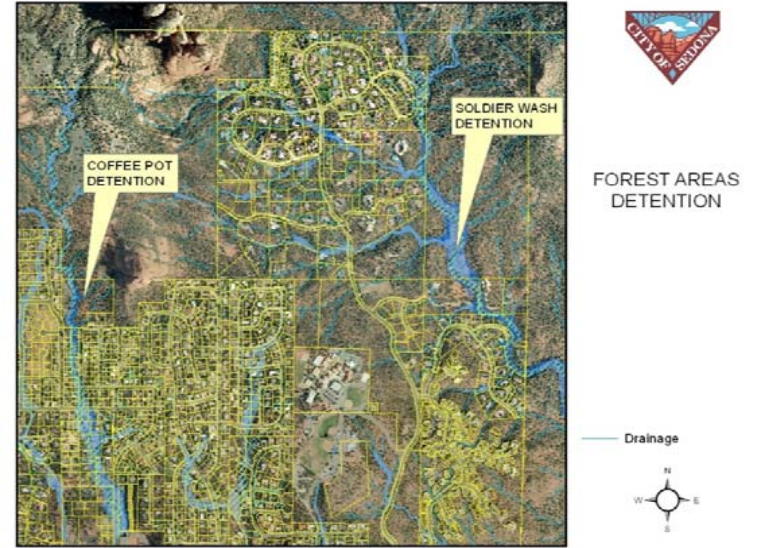 CITY OF SEDONA
SOLDIER WASH
DETENTION
COFFEE POT
DETENTION
FOREST AREAS
DETENTION
Drainage
N
W E
S